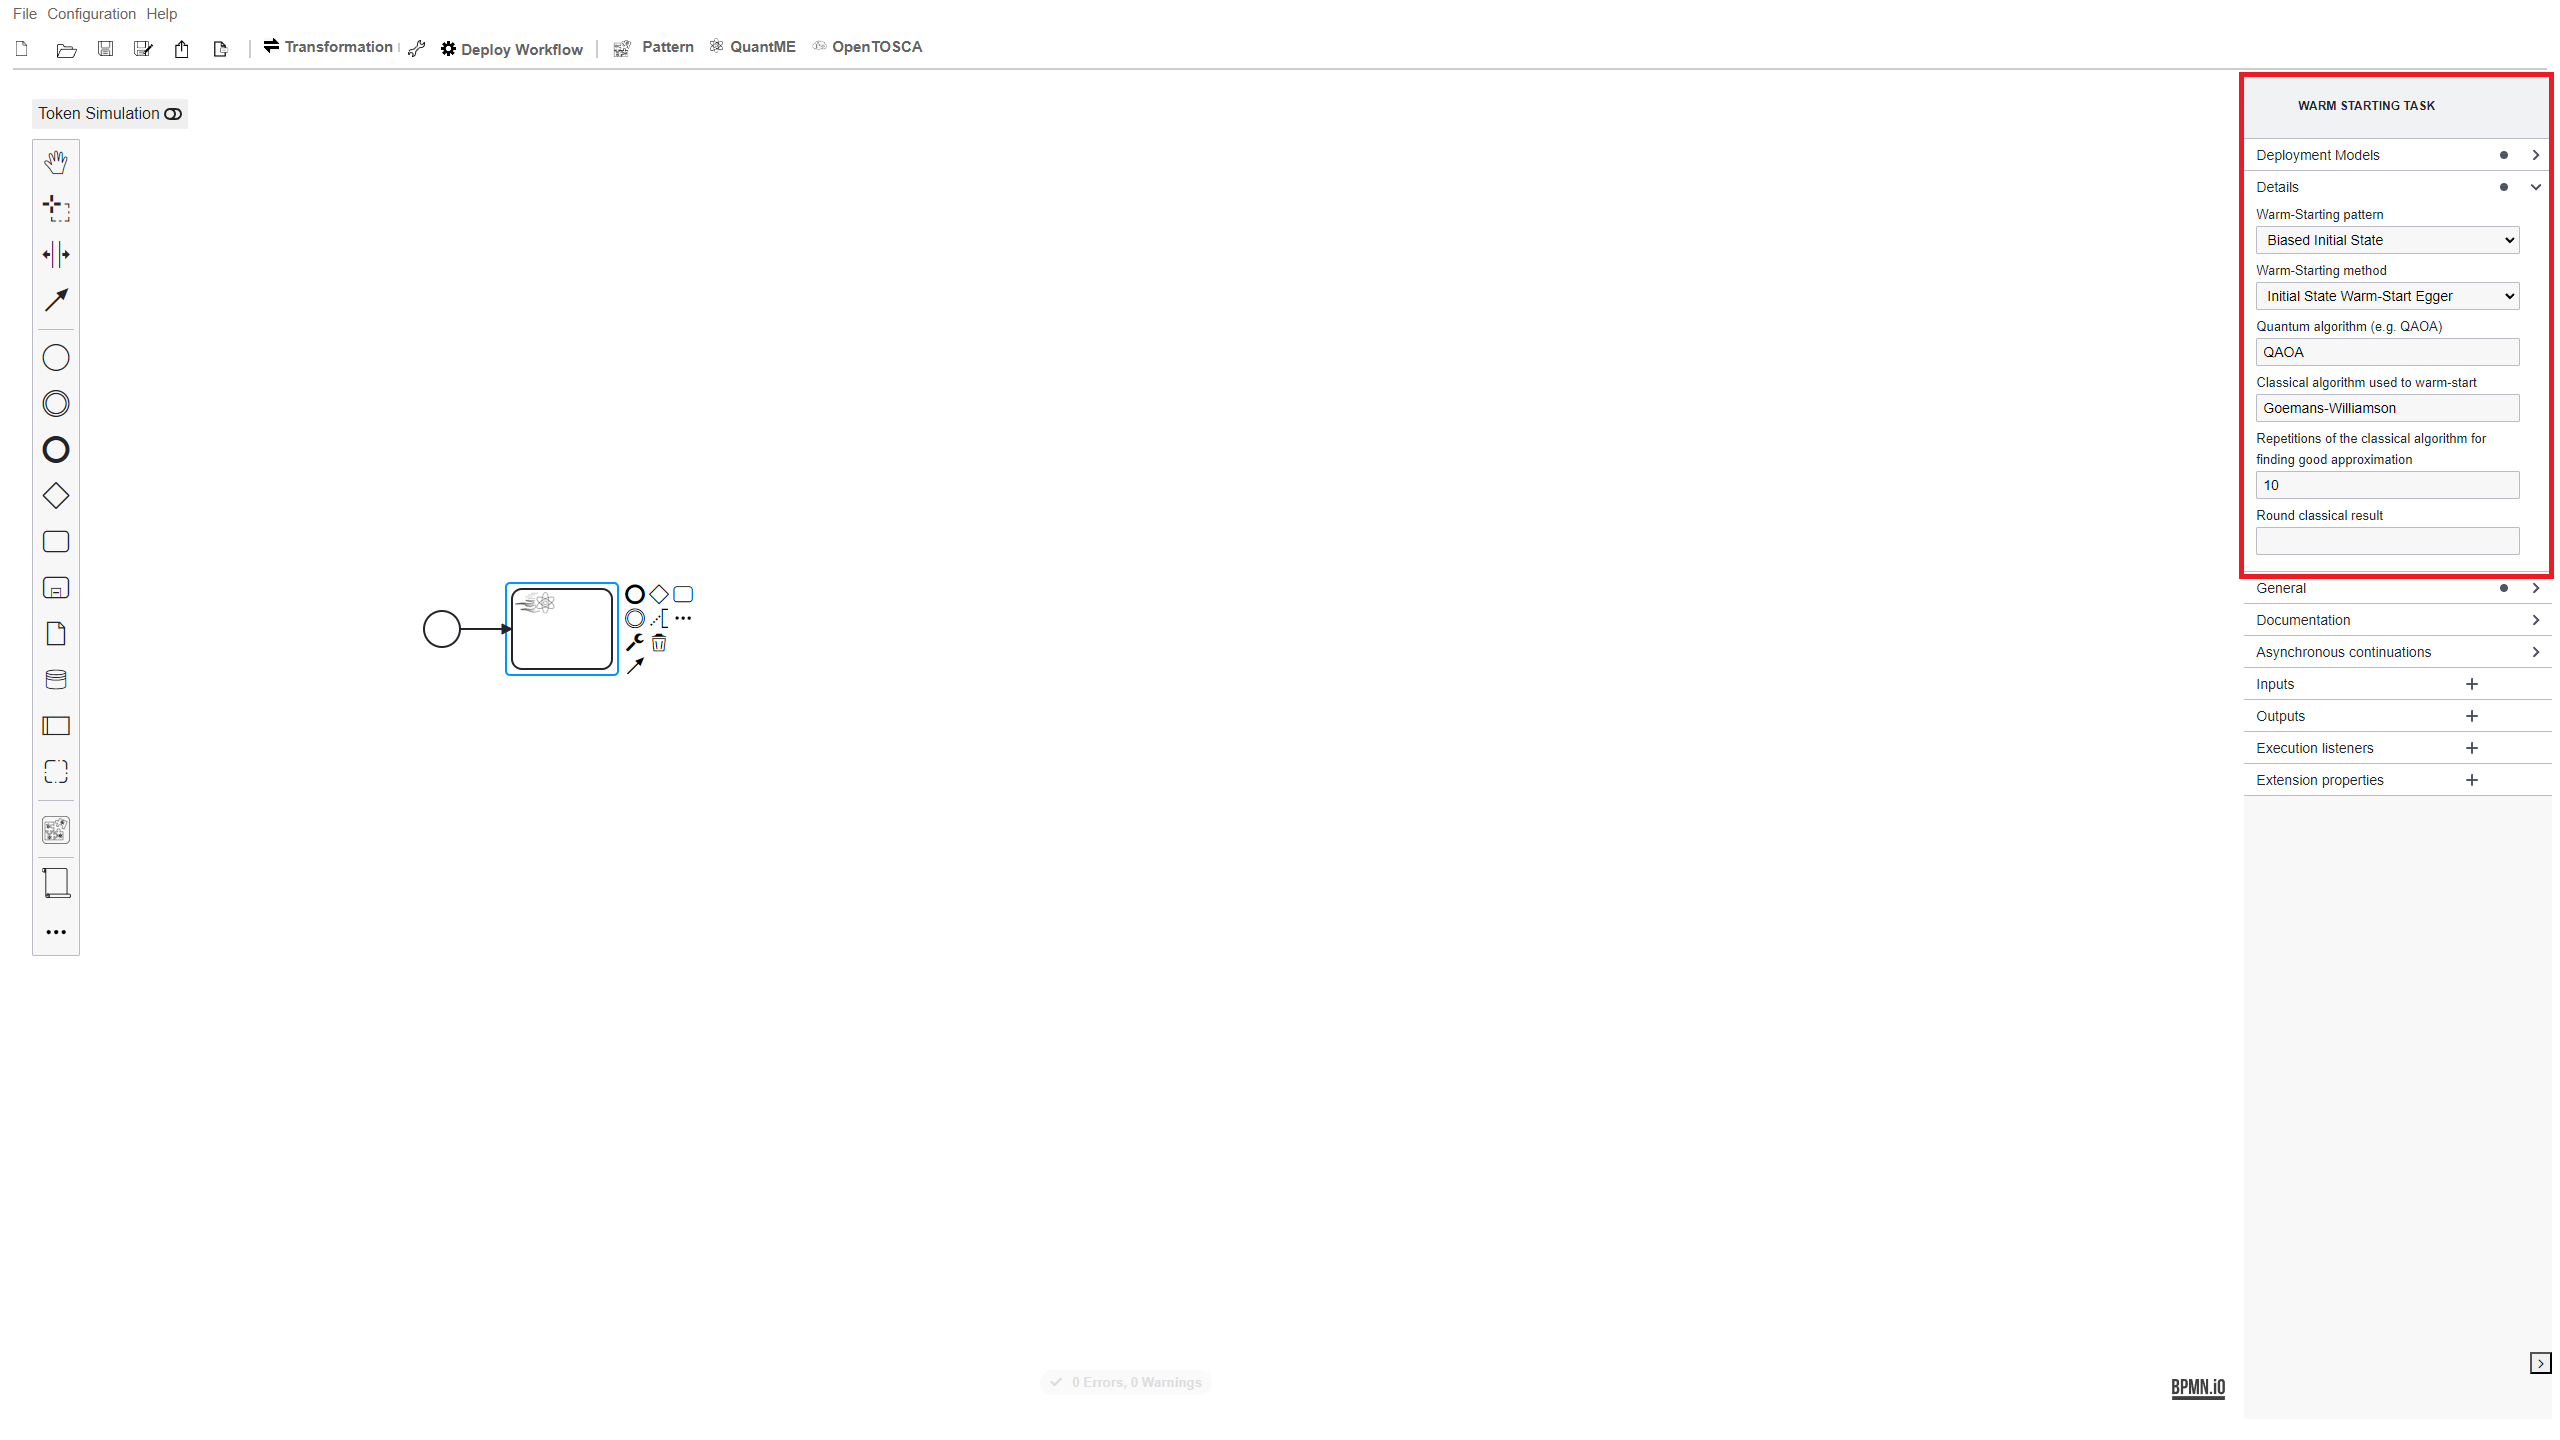 File Configuration Help
Transformation Deploy Workflow Pattern QuantME OpenTOSCA
Token Simulation
WARM STARTING TASK
Deployment Models
Details
Warm-Starting pattern
Biased Initial State
Warm-Starting method
Initial State Warm-Start Egger
Quantum algorithm (e.g. QAOA)
QAOA
Classical algorithm used to warm-start
Goemans-Williamson
Repetitions of the classical algorithm for
finding good approximation
10
Round classical result
General
Documentation
Asynchronous continuations
Inputs
Outputs
Execution listeners
Extension properties
0 Errors, 0 Warnings
BPMN.iO